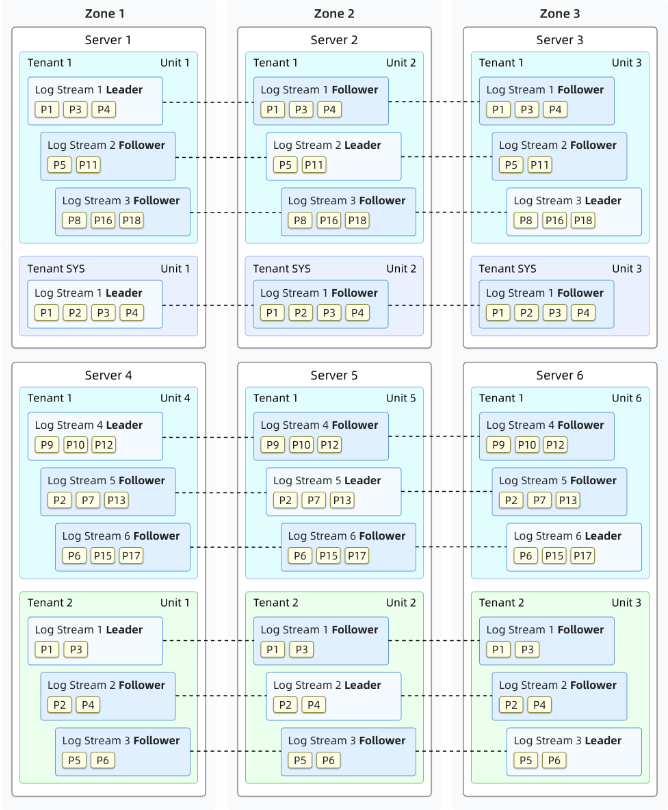 Zone 1 Zone 2 Zone 3
Server 1 Server 2 Server 3
Tenant 1 Unit 1 Tenant 1 Unit 2 Tenant 1 Unit 3
Log Stream 1 Leader Log Stream 1 Follower Log Stream 1 Follower
P1 P3 P4 P1 P3 P4 P1 P3 P4
Log Stream 2 Follower Log Stream 2 Leader Log Stream 2 Follower
P5 P11 P5 P11 P5 P11
Log Stream 3 Follower Log Stream 3 Follower Log Stream 3 Leader
P8 P16 P18 P8 P16 P18 P8 P16 P18
Tenant SYS Unit 1 Tenant SYS Unit 2 Tenant SYS Unit 3
Log Stream 1 Leader Log Stream 1 Follower Log Stream 1 Follower
P1 P2 P3 P4 P1 P2 P3 P4 P1 P2 P3 P4
Server 4 Server 5 Server 6
Tenant 1 Unit 4 Tenant 1 Unit 5 Tenant 1 Unit 6
Log Stream 4 Leader Log Stream 4 Follower Log Stream 4 Follower
P9 P10 P12 P9 P10 P12 P9 P10 P12
Log Stream 5 Follower Log Stream 5 Leader Log Stream 5 Follower
P2 P7 P13 P2 P7 P13 P2 P7 P13
Log Stream 6 Follower Log Stream 6 Follower Log Stream 6 Leader
P6 P15 P17 P6 P15 P17 P6 P15 P17
Tenant 2 Unit 1 Tenant 2 Unit 2 Tenant 2 Unit 3
Log Stream 1 Leader Log Stream 1 Follower Log Stream 1 Follower
P1 P3 P1 P3 P1 P3
Log Stream 2 Follower Log Stream 2 Leader Log Stream 2 Follower
P2 P4 P2 P4 P2 P4
Log Stream 3 Follower Log Stream 3 Follower Log Stream 3 Leader
P5 P6 P5 P6 P5 P6